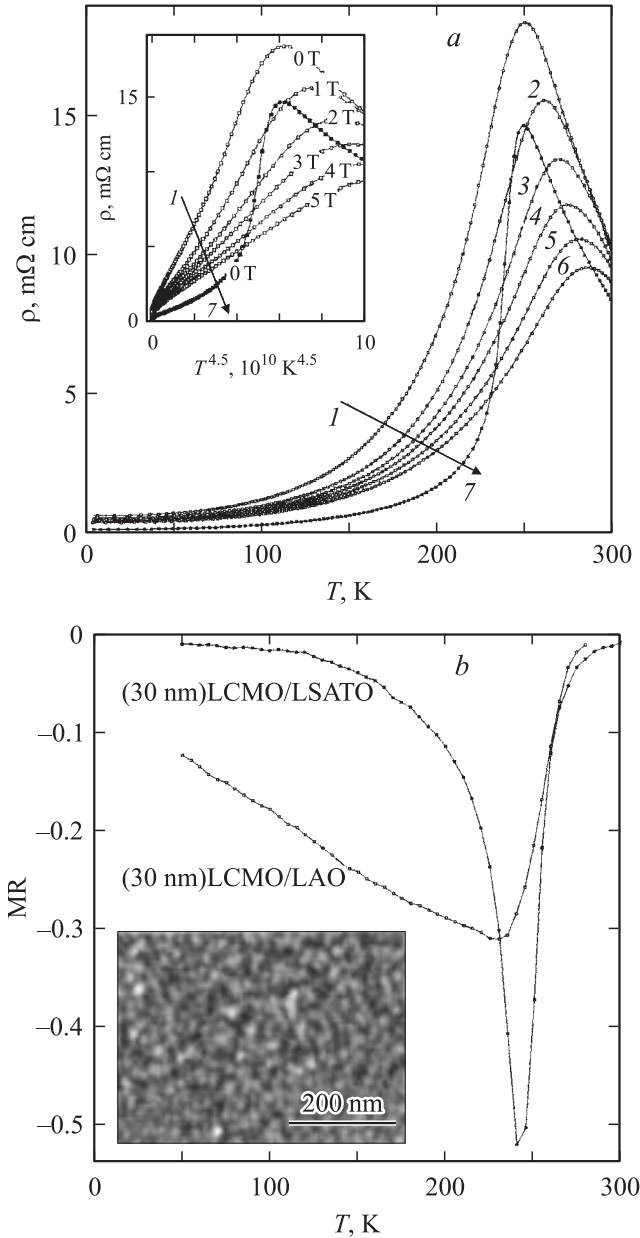 a
15
10
5
0
ρ, mΩ cm
0
100
200
300
T, K
1
2
3
4
5
6
7
15
0
ρ, mΩ cm
0 T
1 T
2 T
3 T
4 T
5 T
0 T
1
7
0
10
T^4.5, 10^10 K^4.5
b
0
–0.1
–0.2
–0.3
–0.4
–0.5
MR
(30 nm)LCMO/LSATO
(30 nm)LCMO/LAO
200 nm
0
100
200
300
T, K